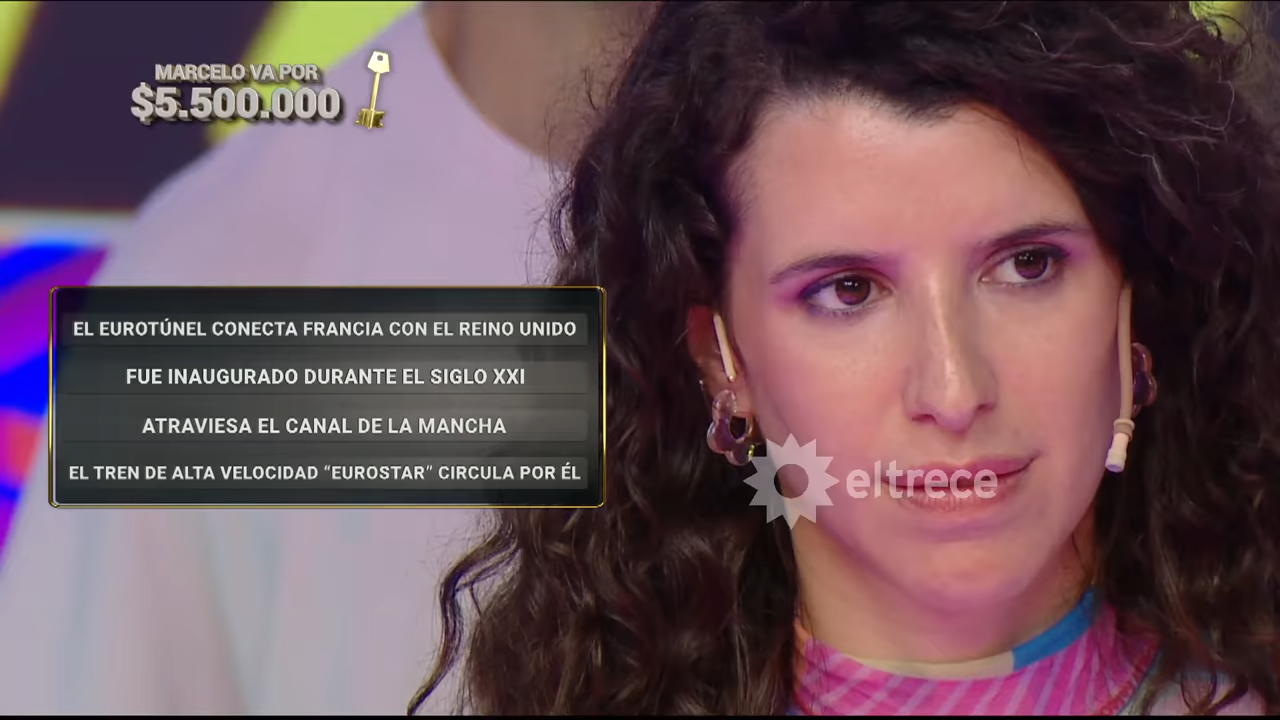 MARCELO VA POR
$5.500.000
EL EUROTÚNEL CONECTA FRANCIA CON EL REINO UNIDO
FUE INAUGURADO DURANTE EL SIGLO XXI
ATRAVIESA EL CANAL DE LA MANCHA
EL TREN DE ALTA VELOCIDAD “EUROSTAR” CIRCULA POR ÉL
eltrece